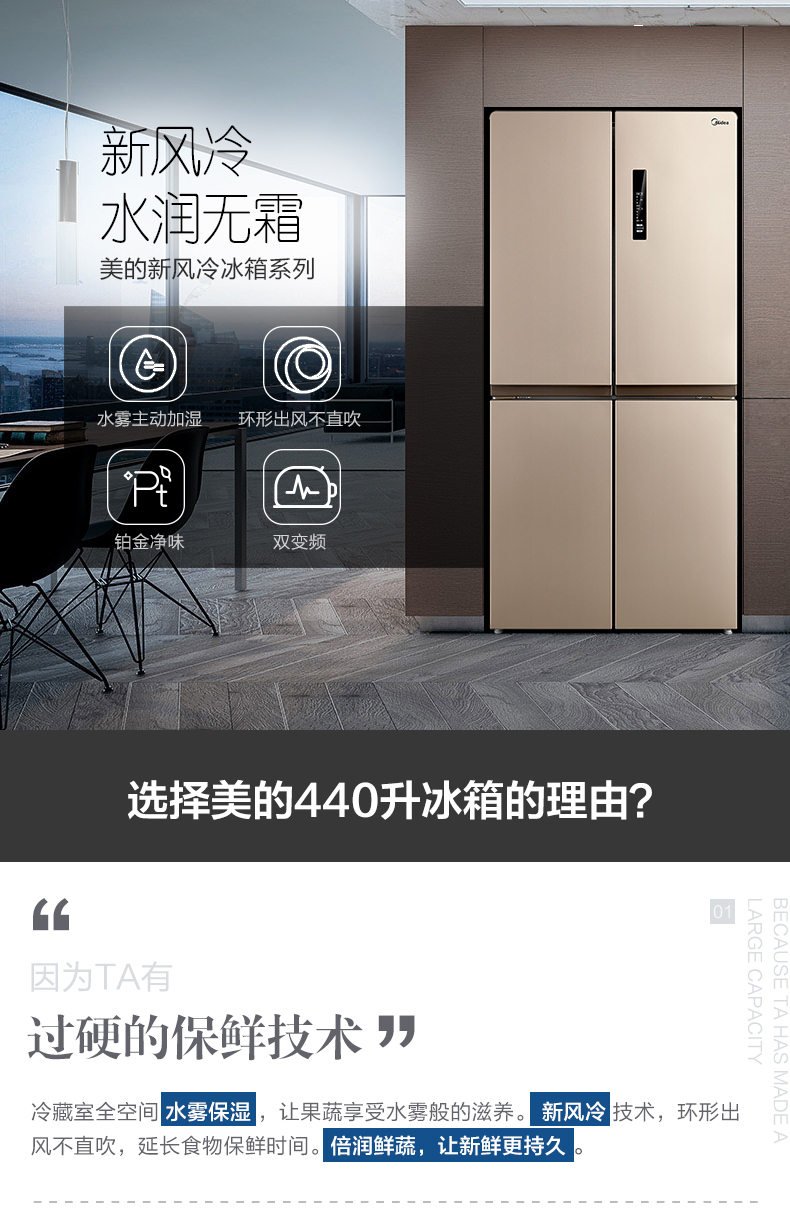 Midea
新风冷
水润无霜
美的新风冷冰箱系列
水雾主动加湿
环形出风不直吹
Pt
铂金净味
双变频
选择美的440升冰箱的理由?
“
01
BECAUSE TA HAS MADE A
LARGE CAPACITY
因为TA有
过硬的保鲜技术 ”
冷藏室全空间 水雾保湿 ，让果蔬享受水雾般的滋养。 新风冷 技术，环形出
风不直吹，延长食物保鲜时间。 倍润鲜蔬，让新鲜更持久 。